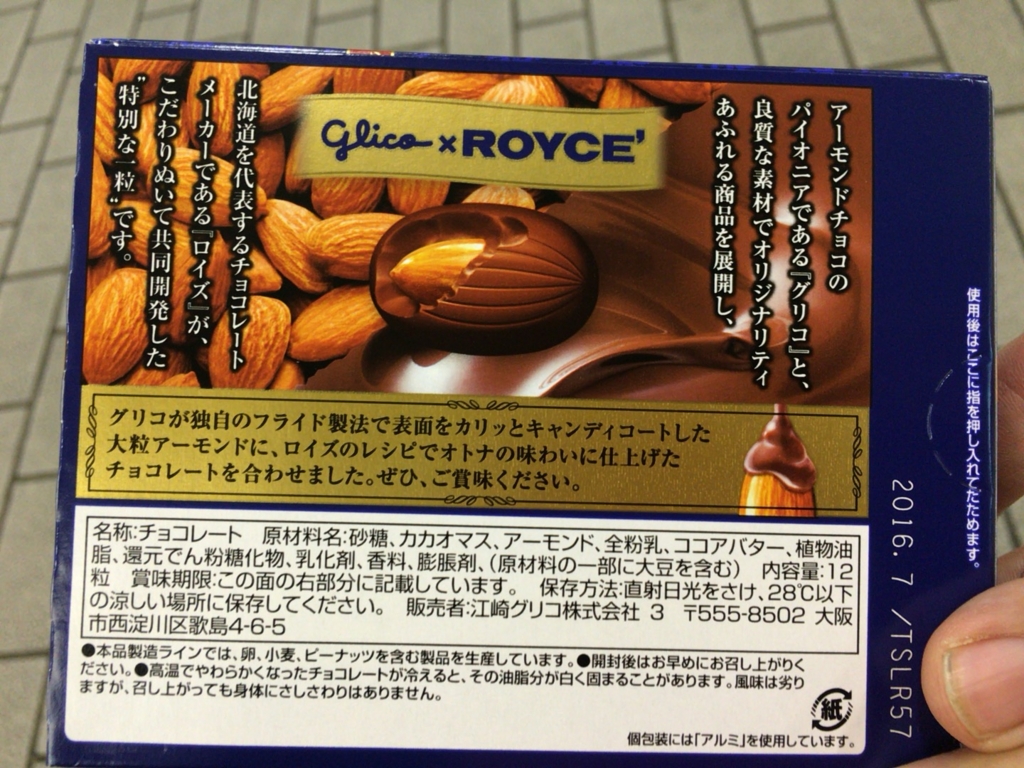 Glico×ROYCE'
アーモンドチョコの
パイオニアである『グリコ』と、
良質な素材でオリジナリティ
あふれる商品を展開し、
北海道を代表するチョコレート
メーカーである『ロイズ』が、
こだわりぬいて共同開発した
"特別な一粒"です。
グリコが独自のフライド製法で表面をカリッとキャンディコートした
大粒アーモンドに、ロイズのレシピでオトナの味わいに仕上げた
チョコレートを合わせました。ぜひ、ご賞味ください。
名称:チョコレート 原材料名:砂糖、カカオマス、アーモンド、全粉乳、ココアバター、植物油
脂、還元でん粉糖化物、乳化剤、香料、膨脹剤、(原材料の一部に大豆を含む) 内容量:12
粒 賞味期限:この面の右部分に記載しています。 保存方法:直射日光をさけ、28℃以下
の涼しい場所に保存してください。 販売者:江崎グリコ株式会社 3 〒555-8502 大阪
市西淀川区歌島4-6-5
●本品製造ラインでは、卵、小麦、ピーナッツを含む製品を生産しています。●開封後はお早めにお召し上がりく
ださい。●高温でやわらかくなったチョコレートが冷えると、その油脂分が白く固まることがあります。風味は劣り
ますが、召し上がっても身体にさしさわりはありません。
紙
個包装には「アルミ」を使用しています。
使用後はここに指を押し入れてたためます。
2016.7 /TSLR57